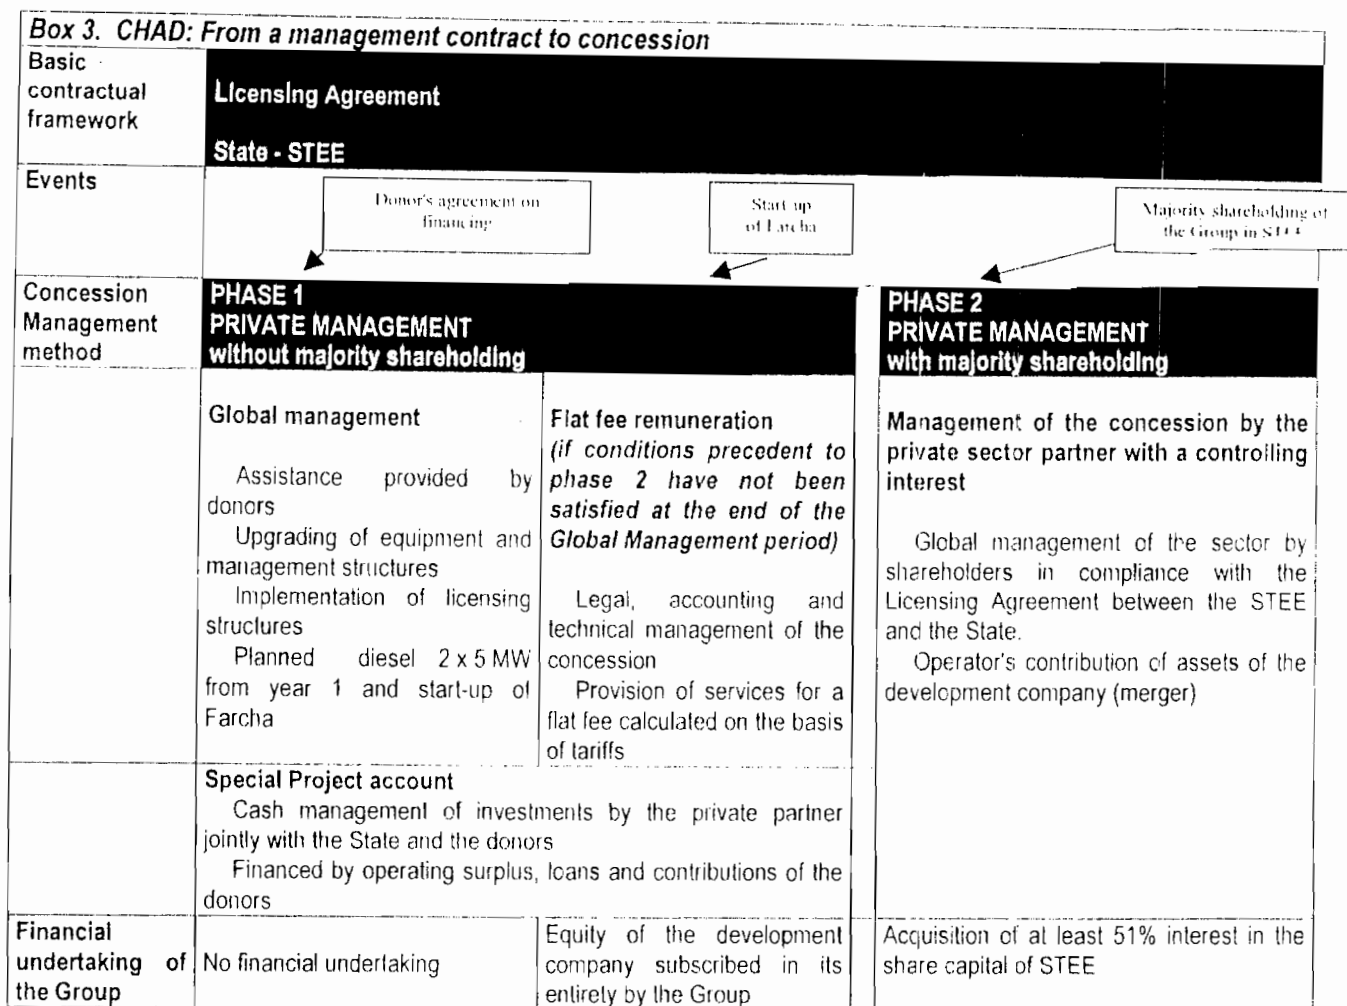 Box 3. CHAD: From a management contract to concession
Basic
contractual
framework
Licensing Agreement
State - STEE
Events
Donor's agreement on
financing
Start up
of Farcha
Majority shareholding of
the Group in STEE
Concession
Management
method
PHASE 1
PRIVATE MANAGEMENT
without majority shareholding
PHASE 2
PRIVATE MANAGEMENT
with majority shareholding
Global management
Assistance provided by
donors
Upgrading of equipment and
management structures
Implementation of licensing
structures
Planned diesel 2 x 5 MW
from year 1 and start-up of
Farcha
Flat fee remuneration
(if conditions precedent to
phase 2 have not been
satisfied at the end of the
Global Management period)
Legal, accounting and
technical management of the
concession
Provision of services for a
flat fee calculated on the basis
of tariffs
Management of the concession by the
private sector partner with a controlling
interest
Global management of the sector by
shareholders in compliance with the
Licensing Agreement between the STEE
and the State.
Operator's contribution of assets of the
development company (merger)
Special Project account
Cash management of investments by the private partner
jointly with the State and the donors
Financed by operating surplus, loans and contributions of the
donors
Financial
undertaking of
the Group
No financial undertaking
Equity of the development
company subscribed in its
entirely by the Group
Acquisition of at least 51% interest in the
share capital of STEE